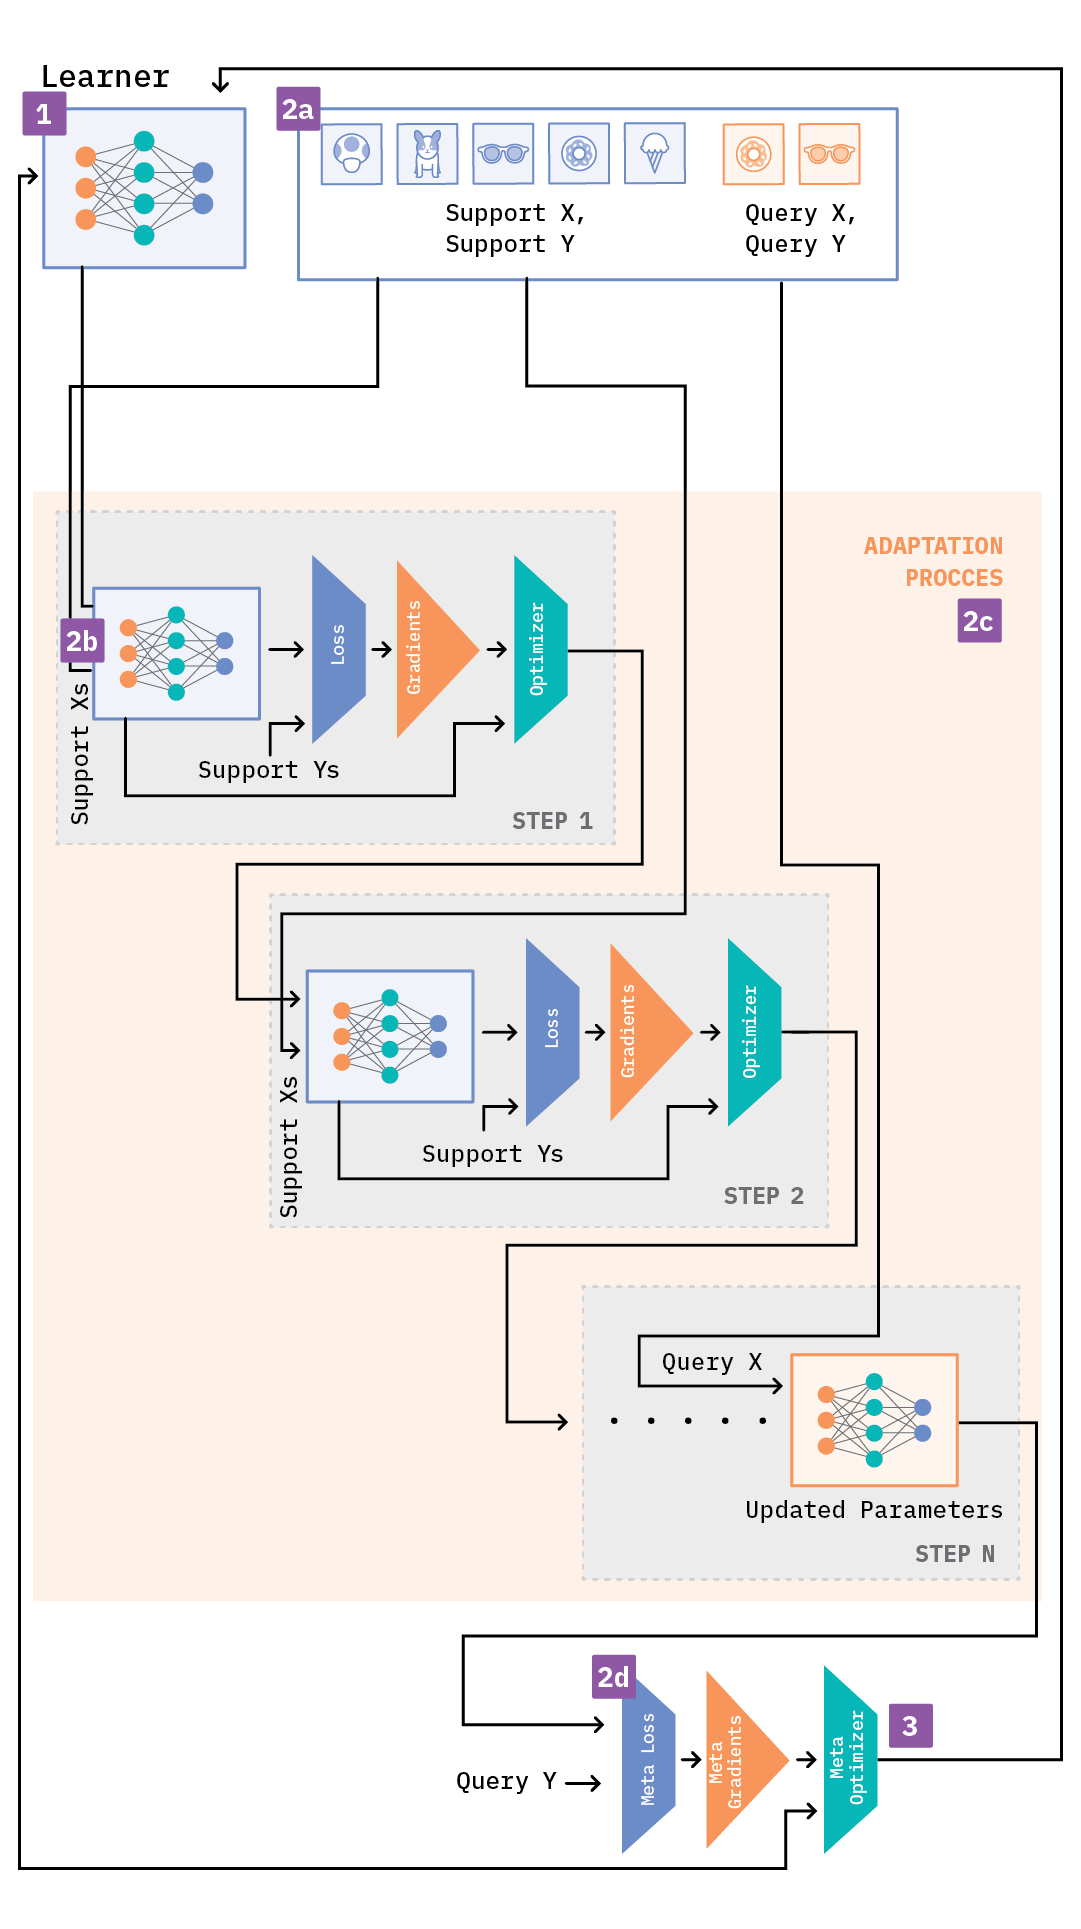 Learner
1
2a
Support X,
Support Y
Query X,
Query Y
ADAPTATION
PROCCES
2c
2b
Support Xs
Loss
Gradients
Optimizer
Support Ys
STEP 1
Support Xs
Loss
Gradients
Optimizer
Support Ys
STEP 2
Query X
Updated Parameters
STEP N
2d
Meta Loss
Meta
Gradients
Meta
Optimizer
3
Query Y